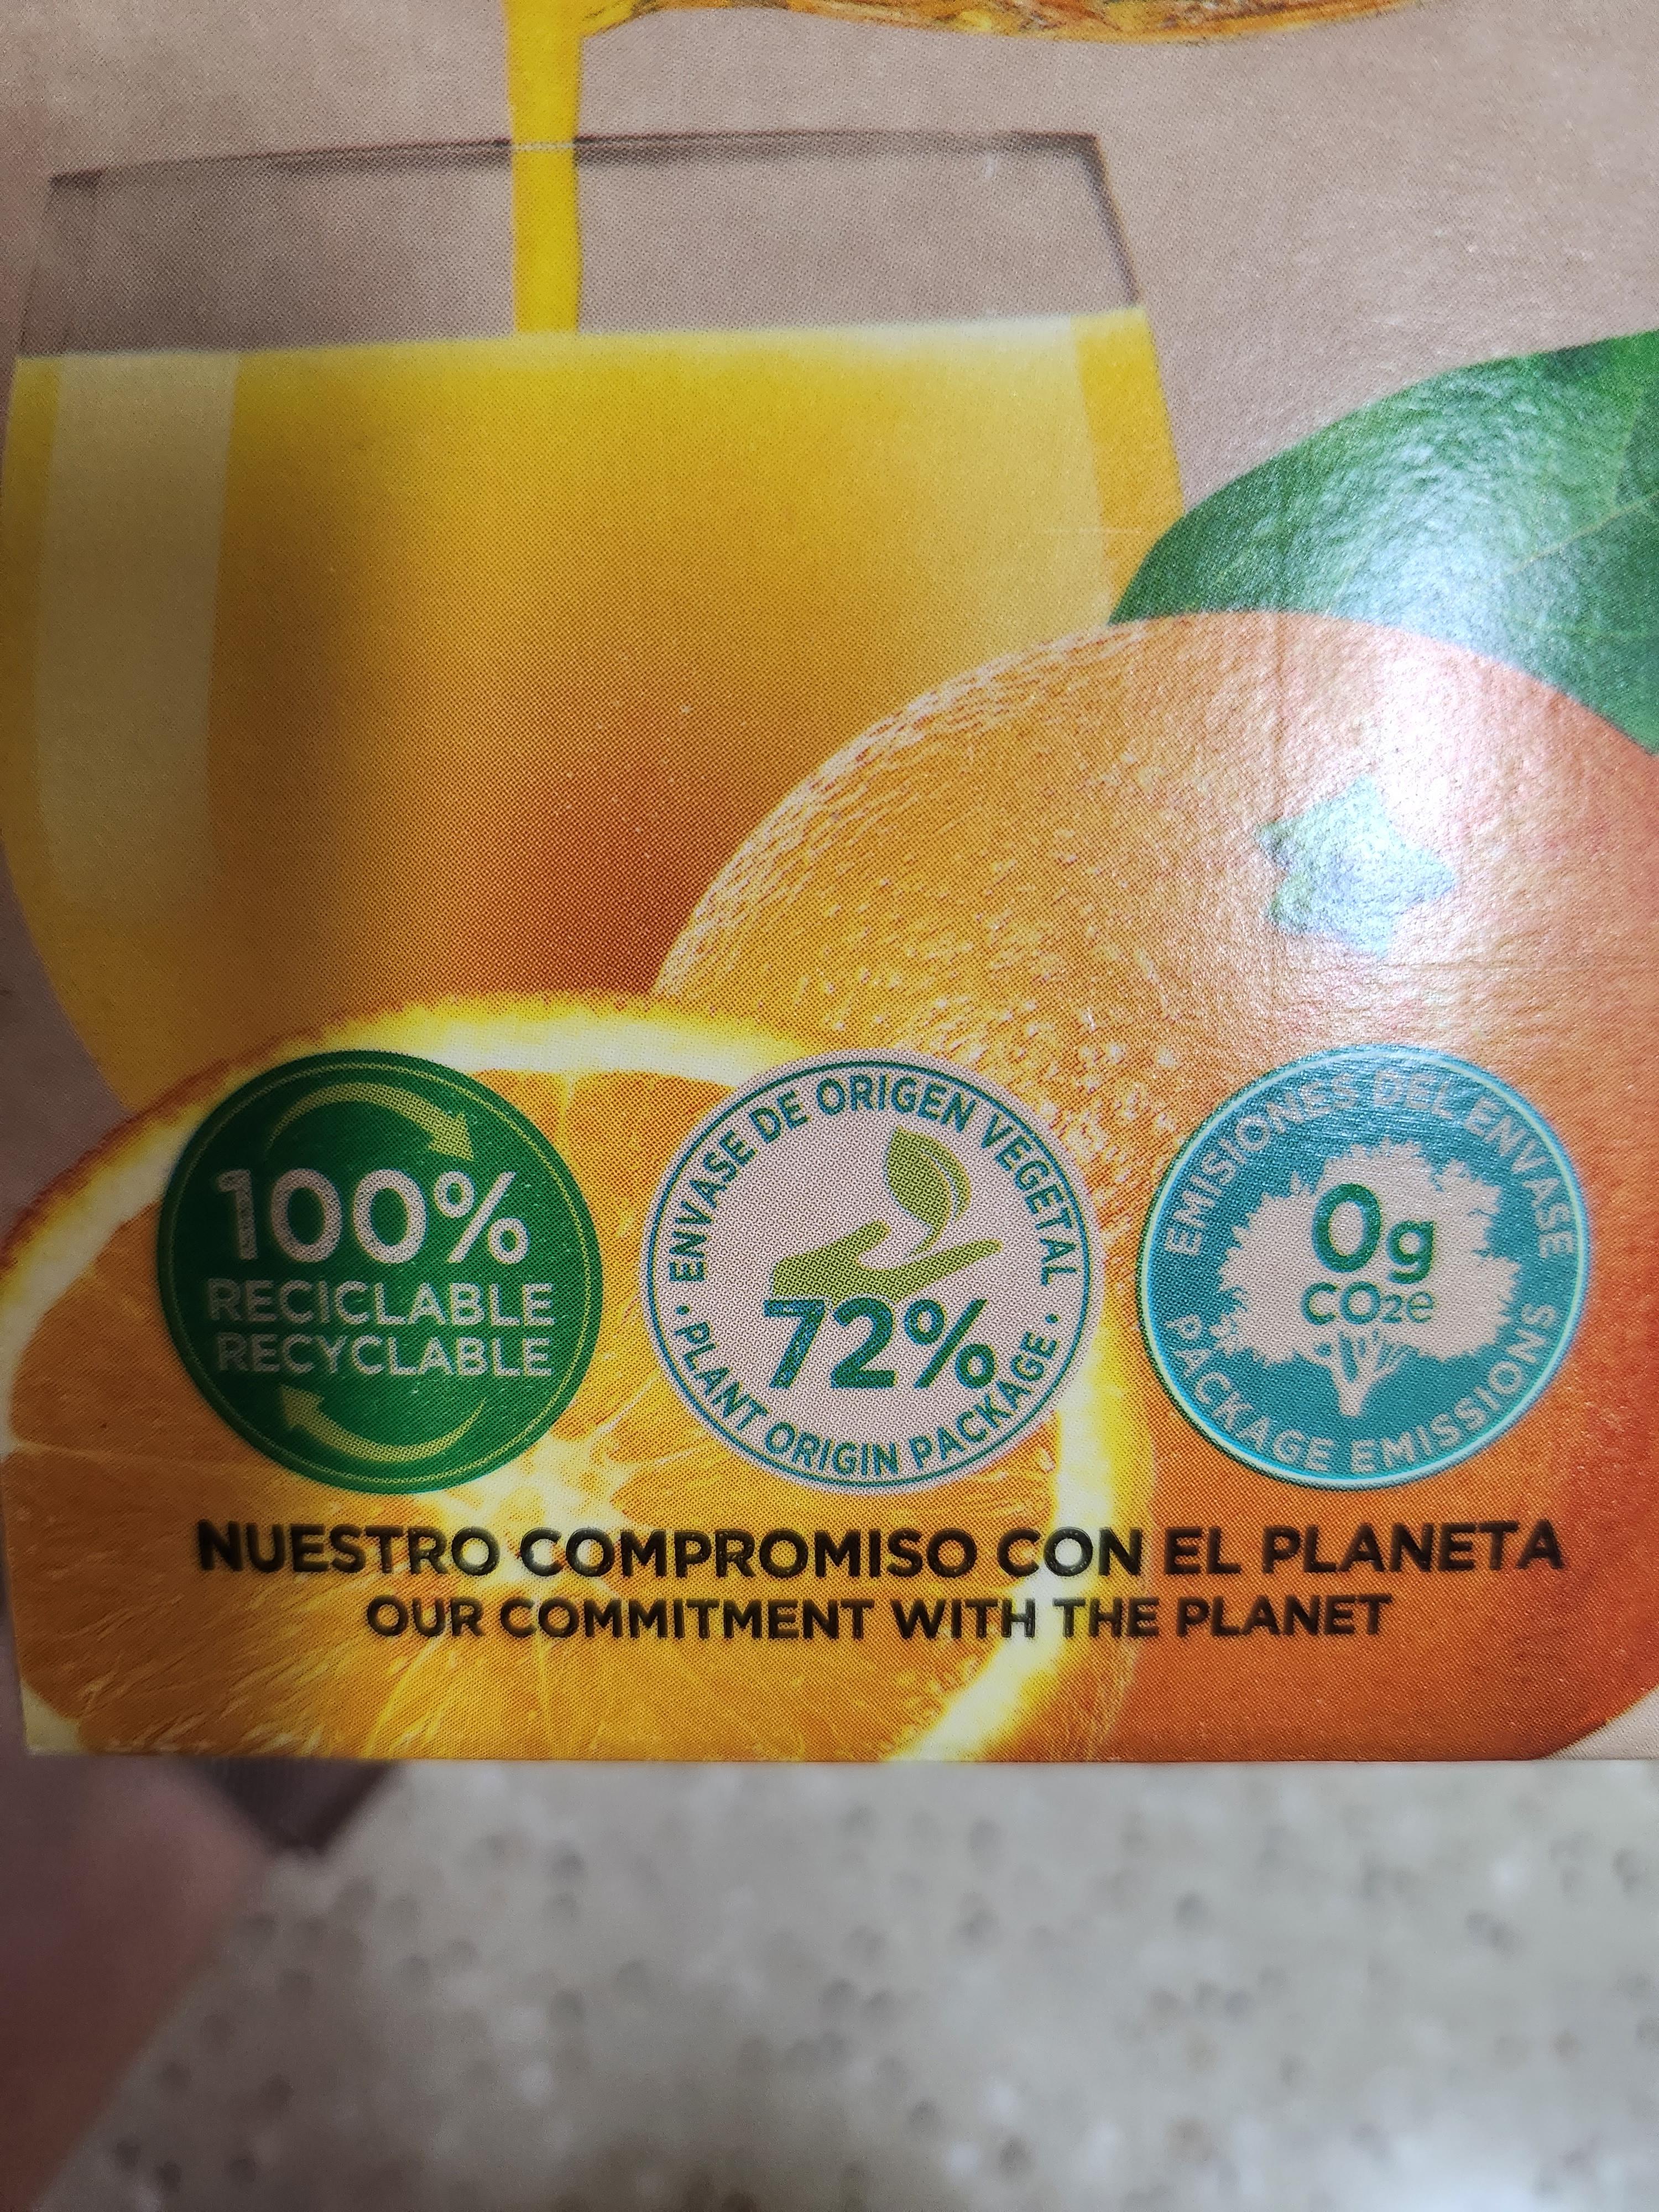 100%
RECICLABLE
RECYCLABLE
ENVASE DE ORIGEN VEGETAL
72%
PLANT ORIGIN PACKAGE
EMISIONES DEL ENVASE
0g
CO2e
PACKAGE EMISSIONS
NUESTRO COMPROMISO CON EL PLANETA
OUR COMMITMENT WITH THE PLANET